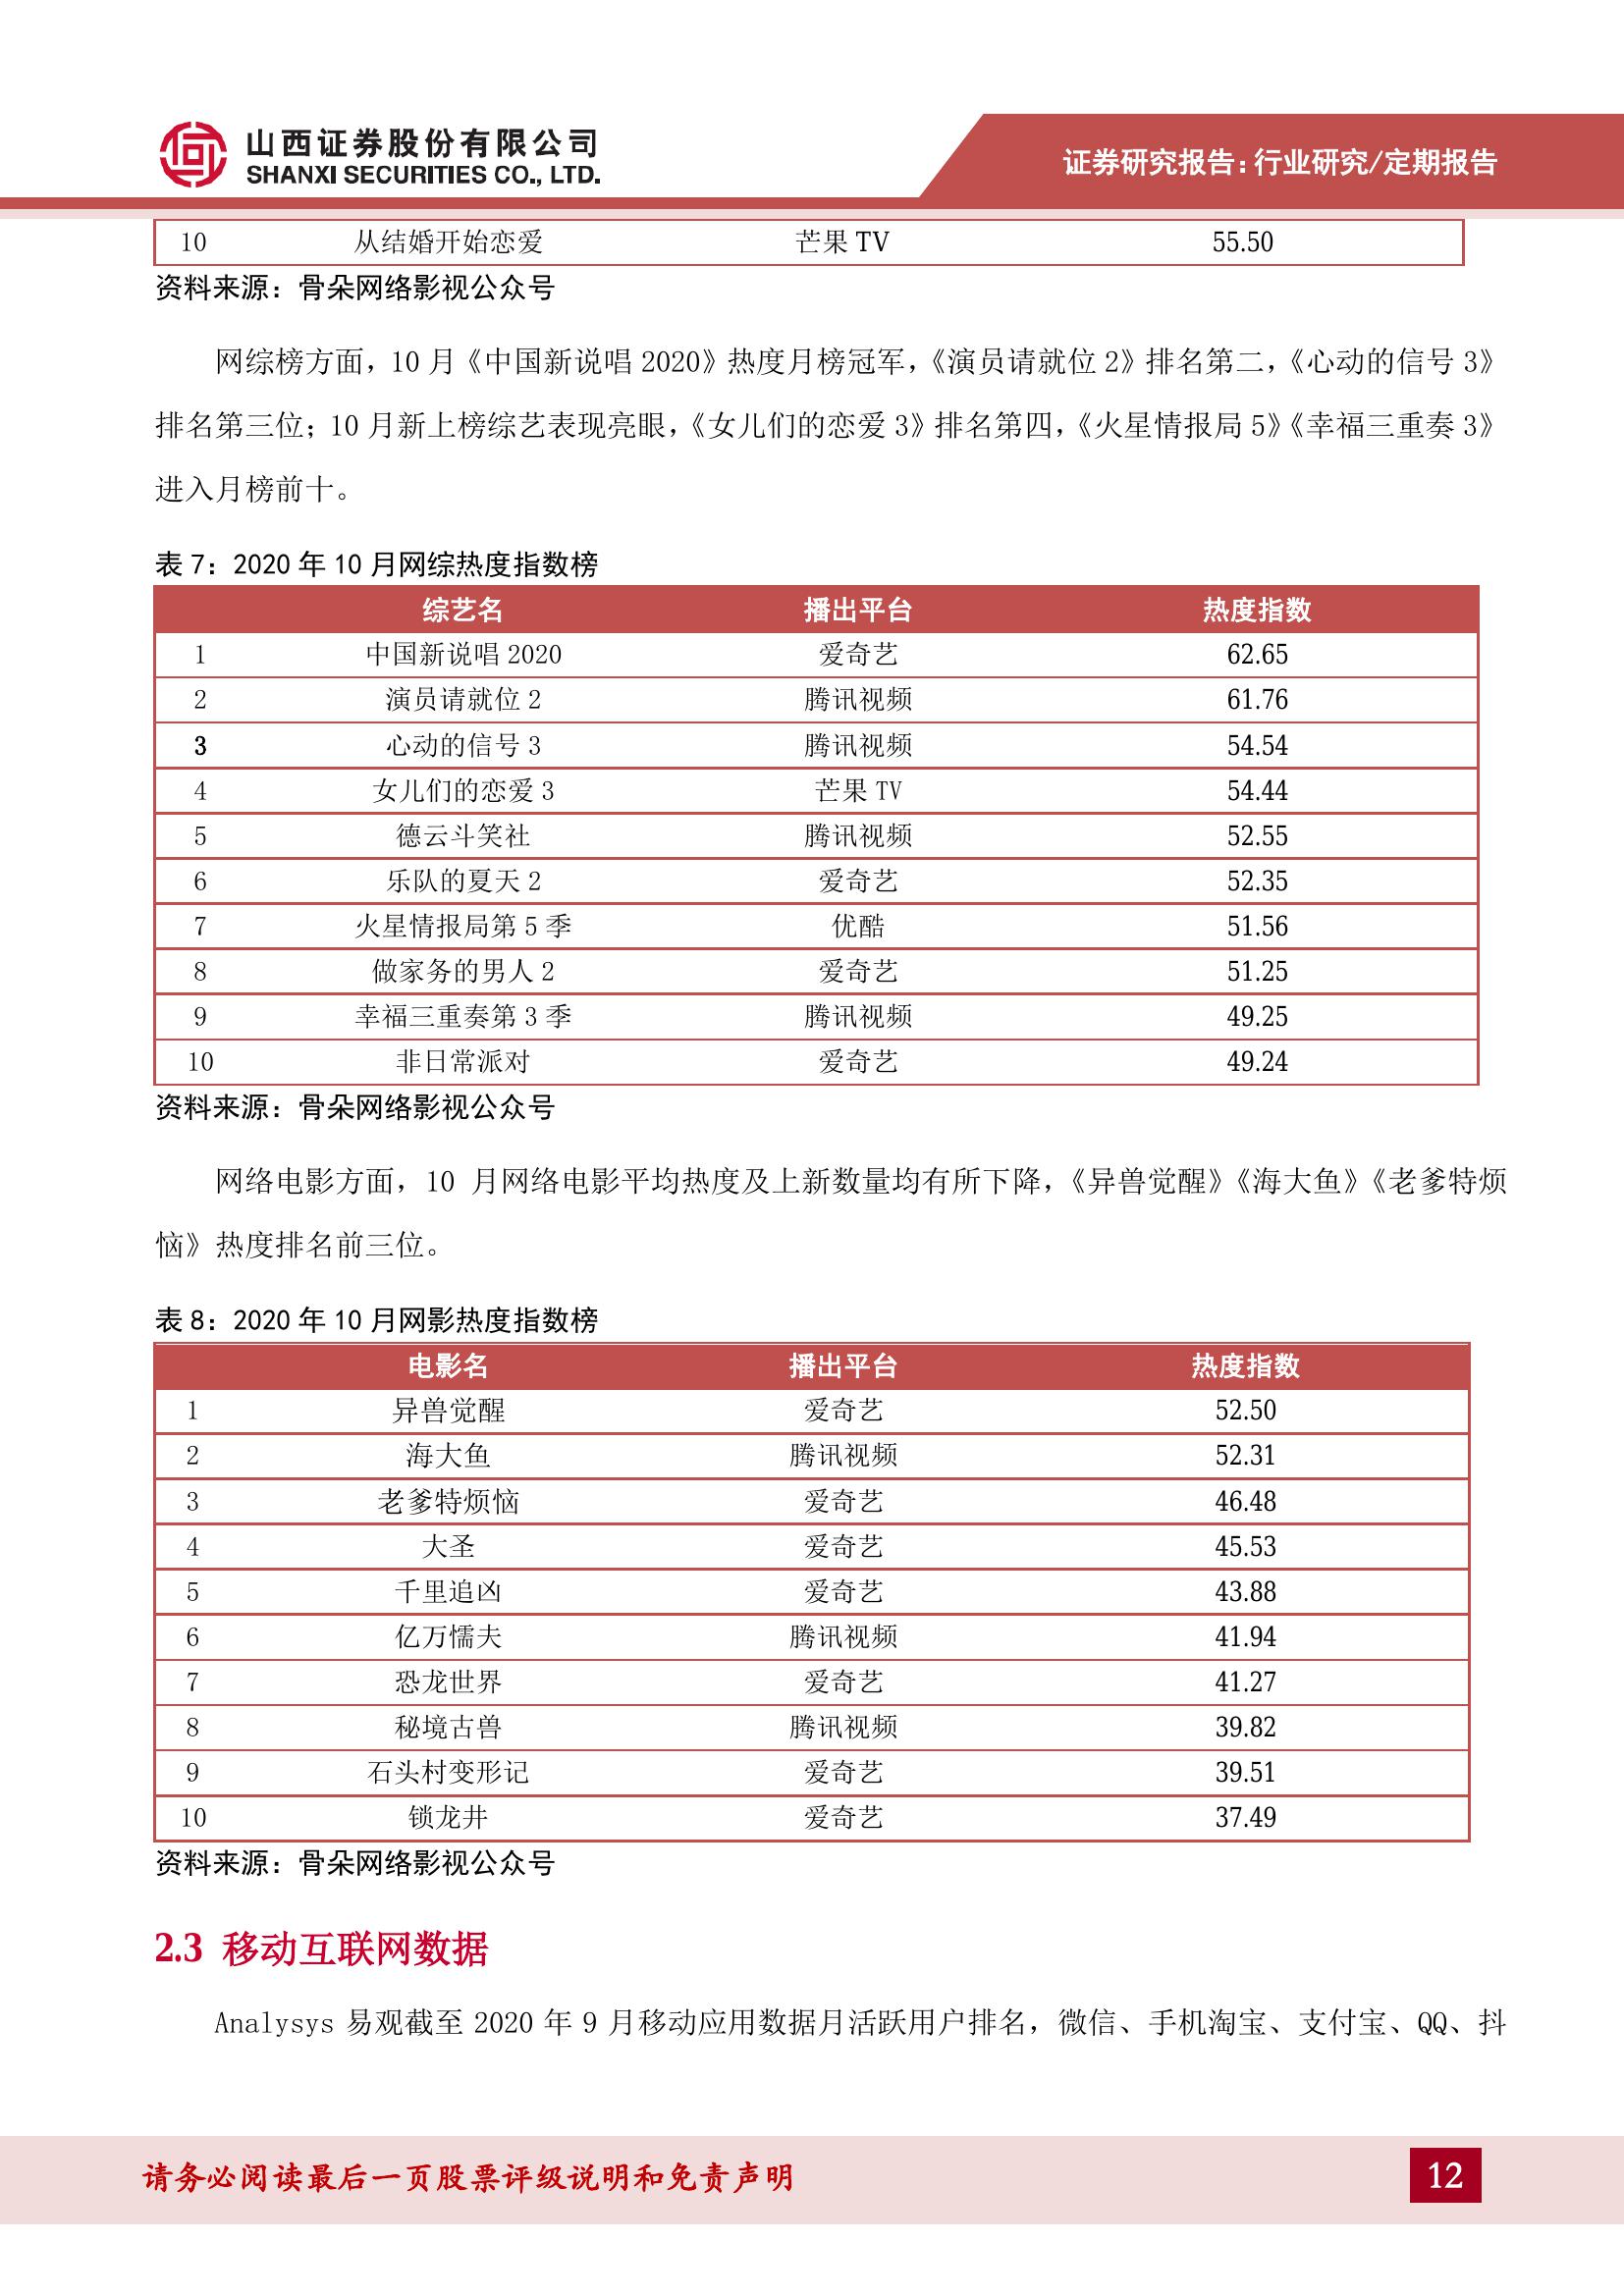 山西证券股份有限公司
SHANXI SECURITIES CO., LTD.
证券研究报告：行业研究/定期报告
10 从结婚开始恋爱 芒果 TV 55.50
资料来源：骨朵网络影视公众号
网综榜方面，10 月《中国新说唱 2020》热度月榜冠军，《演员请就位 2》排名第二，《心动的信号 3》
排名第三位；10 月新上榜综艺表现亮眼，《女儿们的恋爱 3》排名第四，《火星情报局 5》《幸福三重奏 3》
进入月榜前十。
表 7：2020 年 10 月网综热度指数榜
综艺名 播出平台 热度指数
1 中国新说唱 2020 爱奇艺 62.65
2 演员请就位 2 腾讯视频 61.76
3 心动的信号 3 腾讯视频 54.54
4 女儿们的恋爱 3 芒果 TV 54.44
5 德云斗笑社 腾讯视频 52.55
6 乐队的夏天 2 爱奇艺 52.35
7 火星情报局第 5 季 优酷 51.56
8 做家务的男人 2 爱奇艺 51.25
9 幸福三重奏第 3 季 腾讯视频 49.25
10 非日常派对 爱奇艺 49.24
资料来源：骨朵网络影视公众号
网络电影方面，10 月网络电影平均热度及上新数量均有所下降，《异兽觉醒》《海大鱼》《老爹特烦
恼》热度排名前三位。
表 8：2020 年 10 月网影热度指数榜
电影名 播出平台 热度指数
1 异兽觉醒 爱奇艺 52.50
2 海大鱼 腾讯视频 52.31
3 老爹特烦恼 爱奇艺 46.48
4 大圣 爱奇艺 45.53
5 千里追凶 爱奇艺 43.88
6 亿万懦夫 腾讯视频 41.94
7 恐龙世界 爱奇艺 41.27
8 秘境古兽 腾讯视频 39.82
9 石头村变形记 爱奇艺 39.51
10 锁龙井 爱奇艺 37.49
资料来源：骨朵网络影视公众号
2.3 移动互联网数据
Analysys 易观截至 2020 年 9 月移动应用数据月活跃用户排名，微信、手机淘宝、支付宝、QQ、抖
请务必阅读最后一页股票评级说明和免责声明
12